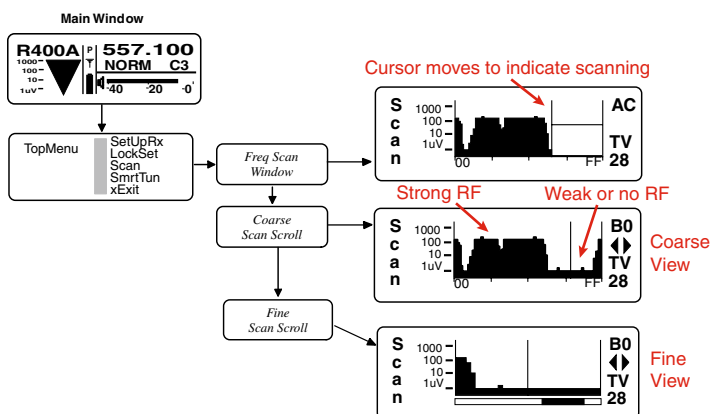 Main Window
R400A P 557.100
NORM C3
1000
100
10
1uV
-40 -20 -0
TopMenu
SetUpRx
LockSet
Scan
SmrtTun
xExit
Freq Scan
Window
Coarse
Scan Scroll
Fine
Scan Scroll
Cursor moves to indicate scanning
Scan
1000
100
10
1uV
00 FF
AC
TV
28
Strong RF
Weak or no RF
Scan
1000
100
10
1uV
00 FF
B0
TV
28
Coarse
View
Scan
1000
100
10
1uV
B0
TV
28
Fine
View